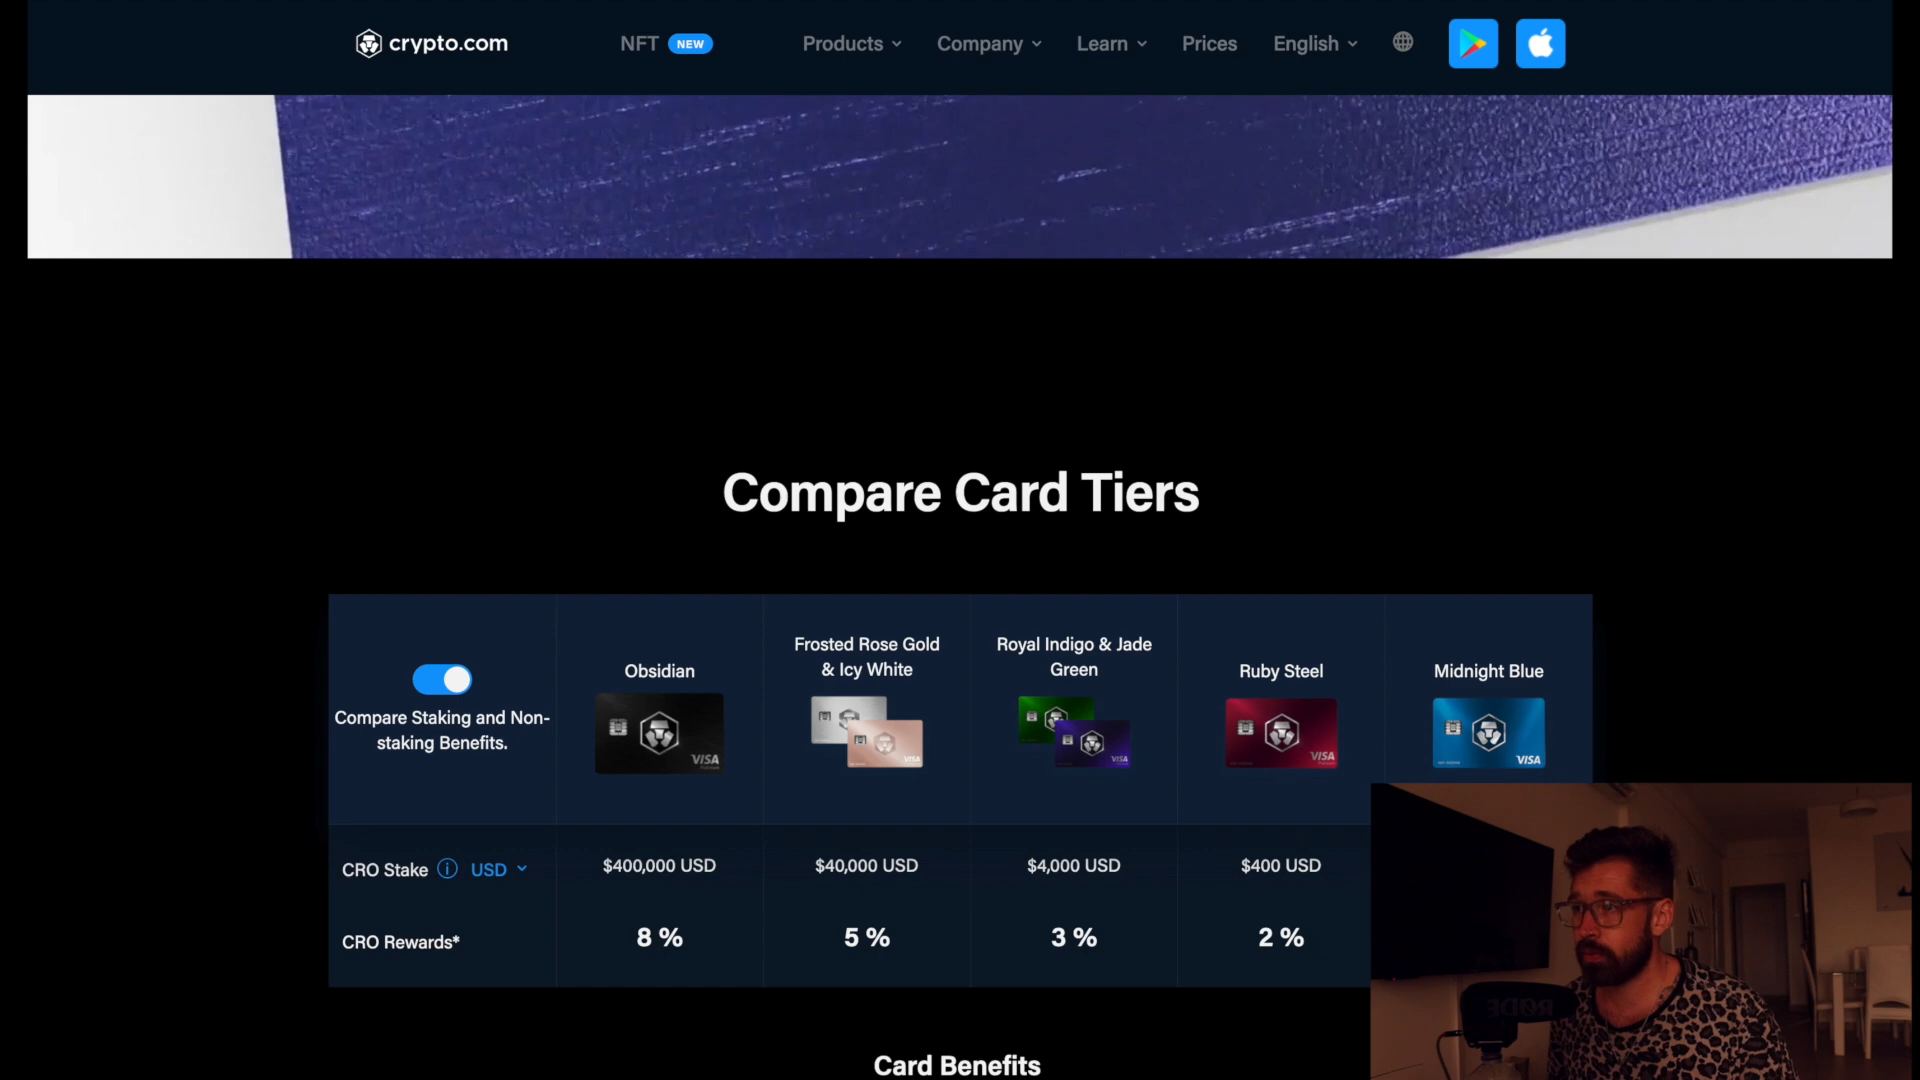 crypto.com
NFT NEW
Products
Company
Learn
Prices
English
Compare Card Tiers
Compare Staking and Non-
staking Benefits.
Obsidian
VISA
Frosted Rose Gold
& Icy White
VISA
Royal Indigo & Jade
Green
VISA
Ruby Steel
VISA
Midnight Blue
VISA
CRO Stake USD
$400,000 USD
$40,000 USD
$4,000 USD
$400 USD
CRO Rewards*
8 %
5 %
3 %
2 %
Card Benefits
RØDE